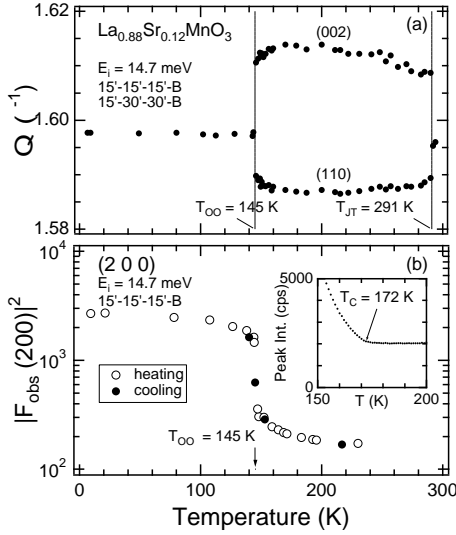 1.62
La0.88Sr0.12MnO3
(a)
(002)
Ei = 14.7 meV
15'-15'-15'-B
15'-30'-30'-B
1.60
Q ( -1)
(110)
TOO = 145 K
TJT = 291 K
1.58
10^4
(2 0 0)
(b)
Ei = 14.7 meV
15'-15'-15'-B
5000
TC = 172 K
Peak Int. (cps)
0
150
200
T (K)
10^3
|Fobs (200)|^2
heating
cooling
TOO = 145 K
10^2
0
100
200
300
Temperature (K)